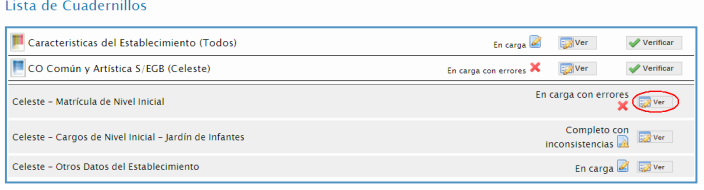 Lista de Cuadernillos
Caracteristicas del Establecimiento (Todos) En carga Ver Verificar
CO Común y Artística S/EGB (Celeste) En carga con errores Ver Verificar
Celeste – Matrícula de Nivel Inicial En carga con errores Ver
Celeste – Cargos de Nivel Inicial – Jardín de Infantes Completo con inconsistencias Ver
Celeste – Otros Datos del Establecimiento En carga Ver